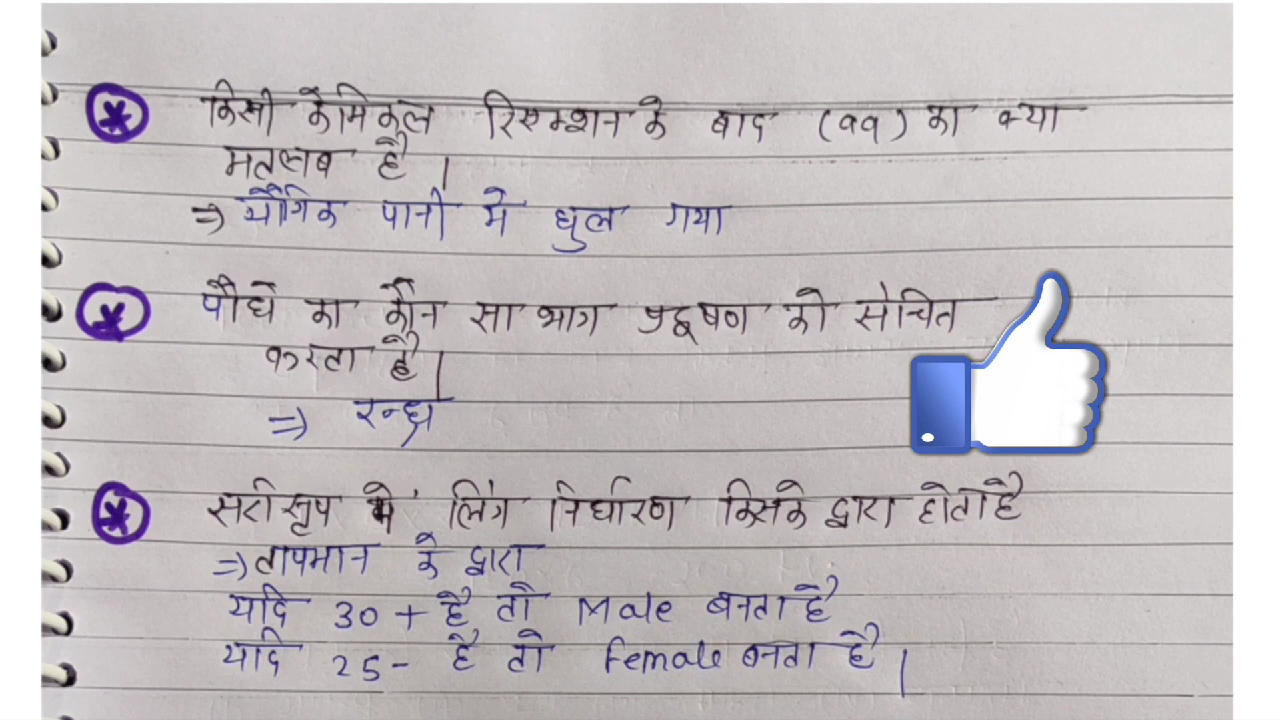 किसी केमिकल रिएक्शन के बाद (aq) का क्या
मतलब है।
=> यौगिक पानी में घुल गया
पौधे का कौन सा भाग प्रदूषण को संचित
करता है।
=> रन्ध्र
सरीसृप में लिंग निर्धारण किसके द्वारा होता है
=> तापमान के द्वारा
यदि 30 + है तो Male बनता है
यदि 25 - है तो Female बनता है।